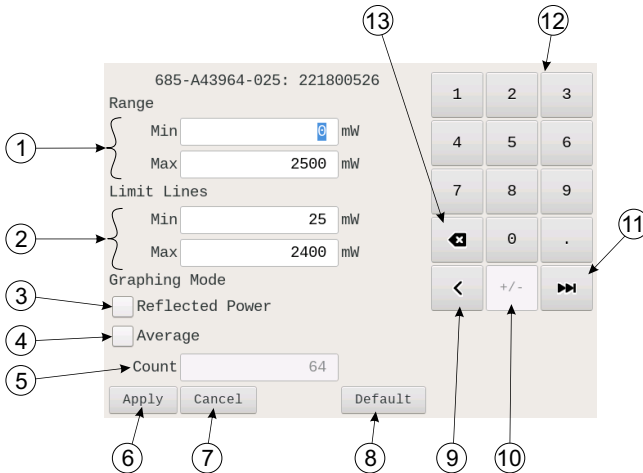 13
12
685-A43964-025: 221800526
1 2 3
Range
Min 0 mW
1
4 5 6
Max 2500 mW
Limit Lines
7 8 9
Min 25 mW
11
2
0 .
Max 2400 mW
Graphing Mode
< +/-
3 Reflected Power
4 Average
5 Count 64
Apply Cancel Default
6 7 8 9 10